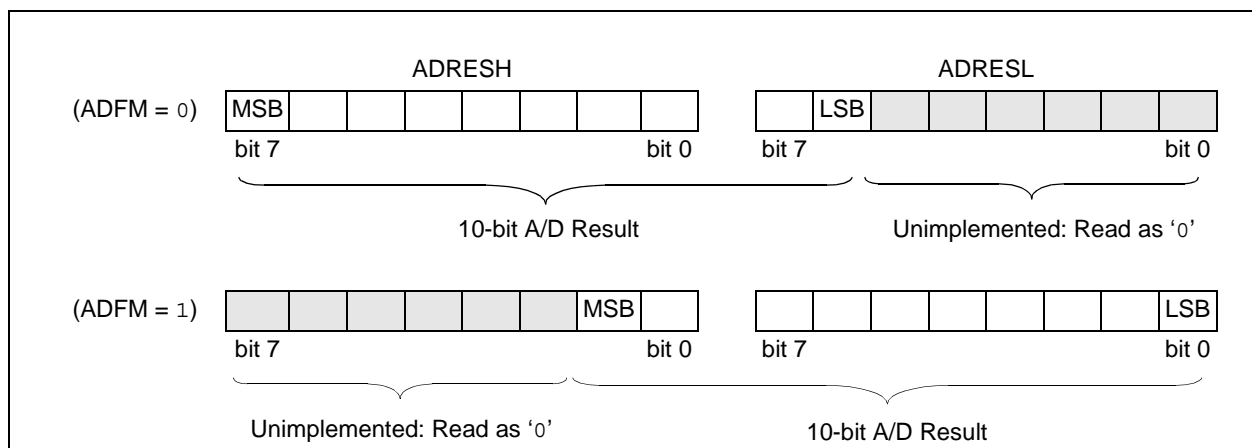 ADRESH ADRESL
(ADFM = 0) MSB LSB
bit 7 bit 0 bit 7 bit 0
10-bit A/D Result Unimplemented: Read as ‘0’
(ADFM = 1) MSB LSB
bit 7 bit 0 bit 7 bit 0
Unimplemented: Read as ‘0’ 10-bit A/D Result